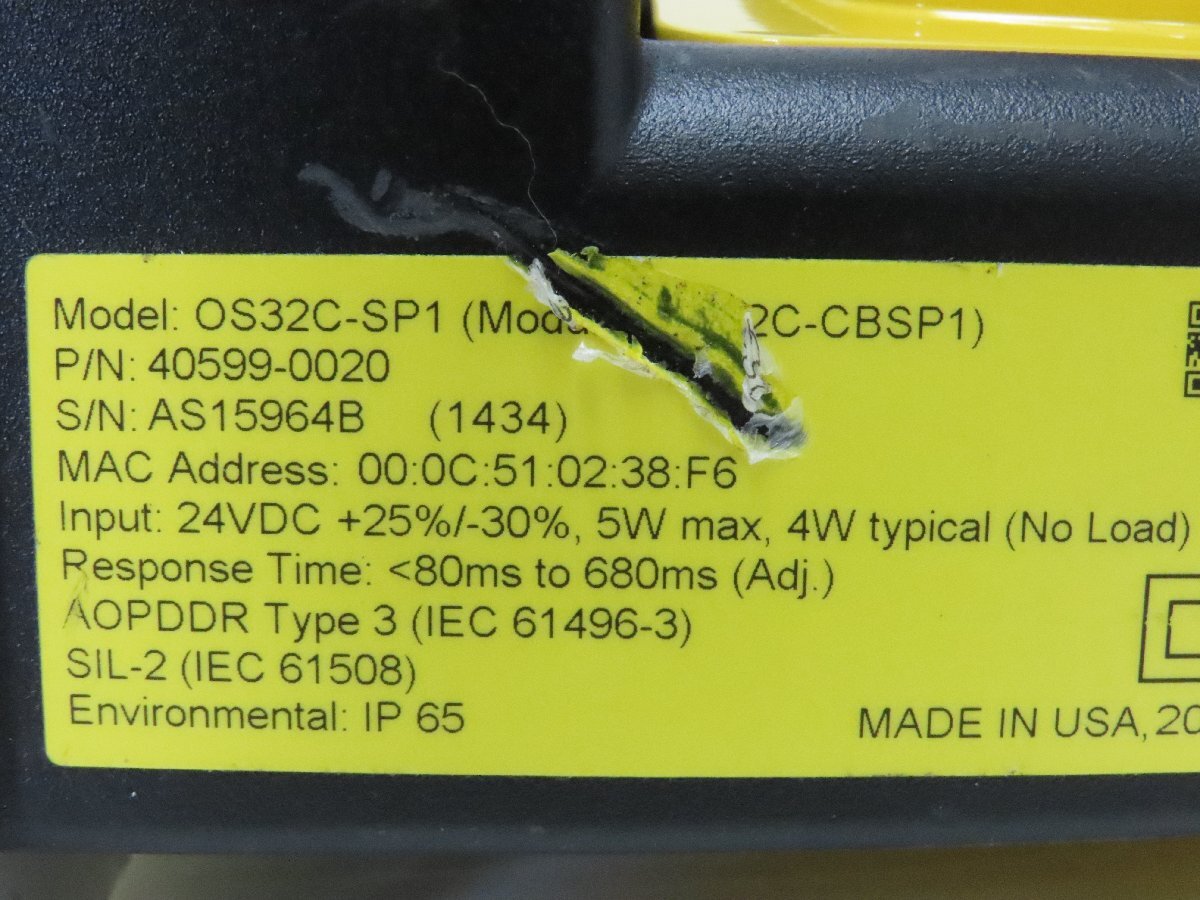 Model: OS32C-SP1 (Modu 2C-CBSP1)
P/N: 40599-0020
S/N: AS15964B (1434)
MAC Address: 00:0C:51:02:38:F6
Input: 24VDC +25%/-30%, 5W max, 4W typical (No Load)
Response Time: <80ms to 680ms (Adj.)
AOPDDR Type 3 (IEC 61496-3)
SIL-2 (IEC 61508)
Environmental: IP 65
MADE IN USA, 20